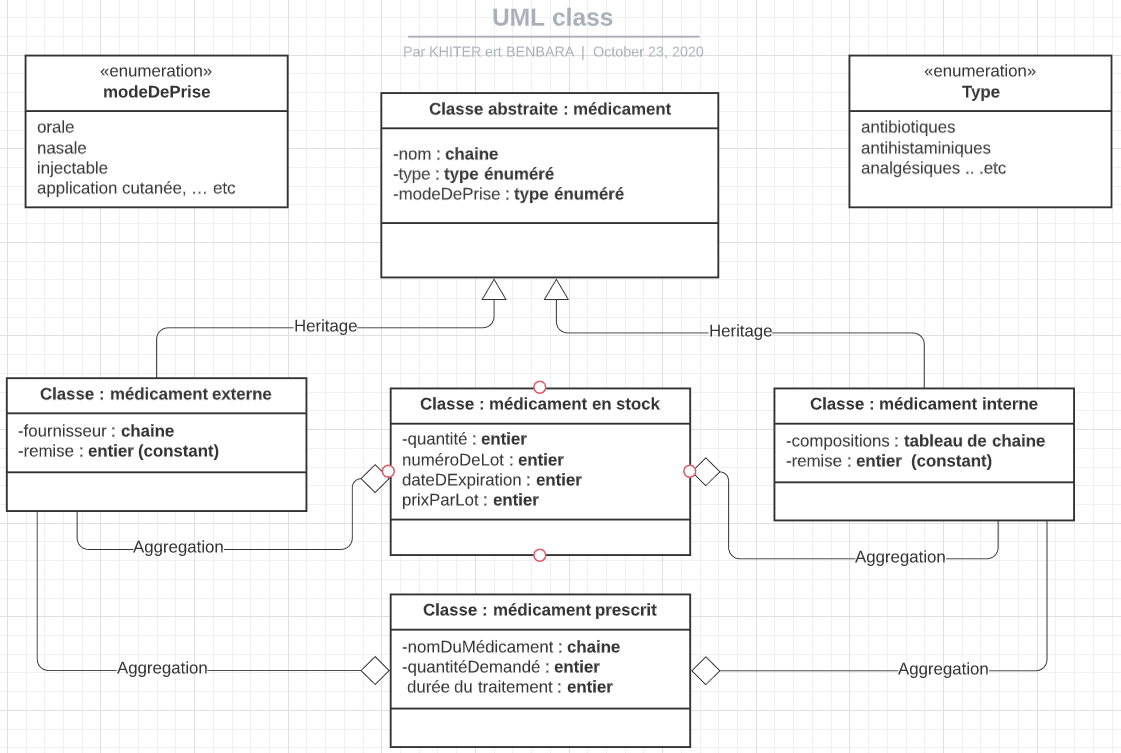 UML class
Par KHITER ert BENBARA | October 23, 2020
«enumeration»
modeDePrise
orale
nasale
injectable
application cutanée, … etc
Classe abstraite : médicament
-nom : chaine
-type : type énuméré
-modeDePrise : type énuméré
«enumeration»
Type
antibiotiques
antihistaminiques
analgésiques .. .etc
Heritage
Heritage
Classe : médicament externe
-fournisseur : chaine
-remise : entier (constant)
Classe : médicament en stock
-quantité : entier
numéroDeLot : entier
dateDExpiration : entier
prixParLot : entier
Classe : médicament interne
-compositions : tableau de chaine
-remise : entier (constant)
Aggregation
Aggregation
Classe : médicament prescrit
-nomDuMédicament : chaine
-quantitéDemandé : entier
durée du traitement : entier
Aggregation
Aggregation